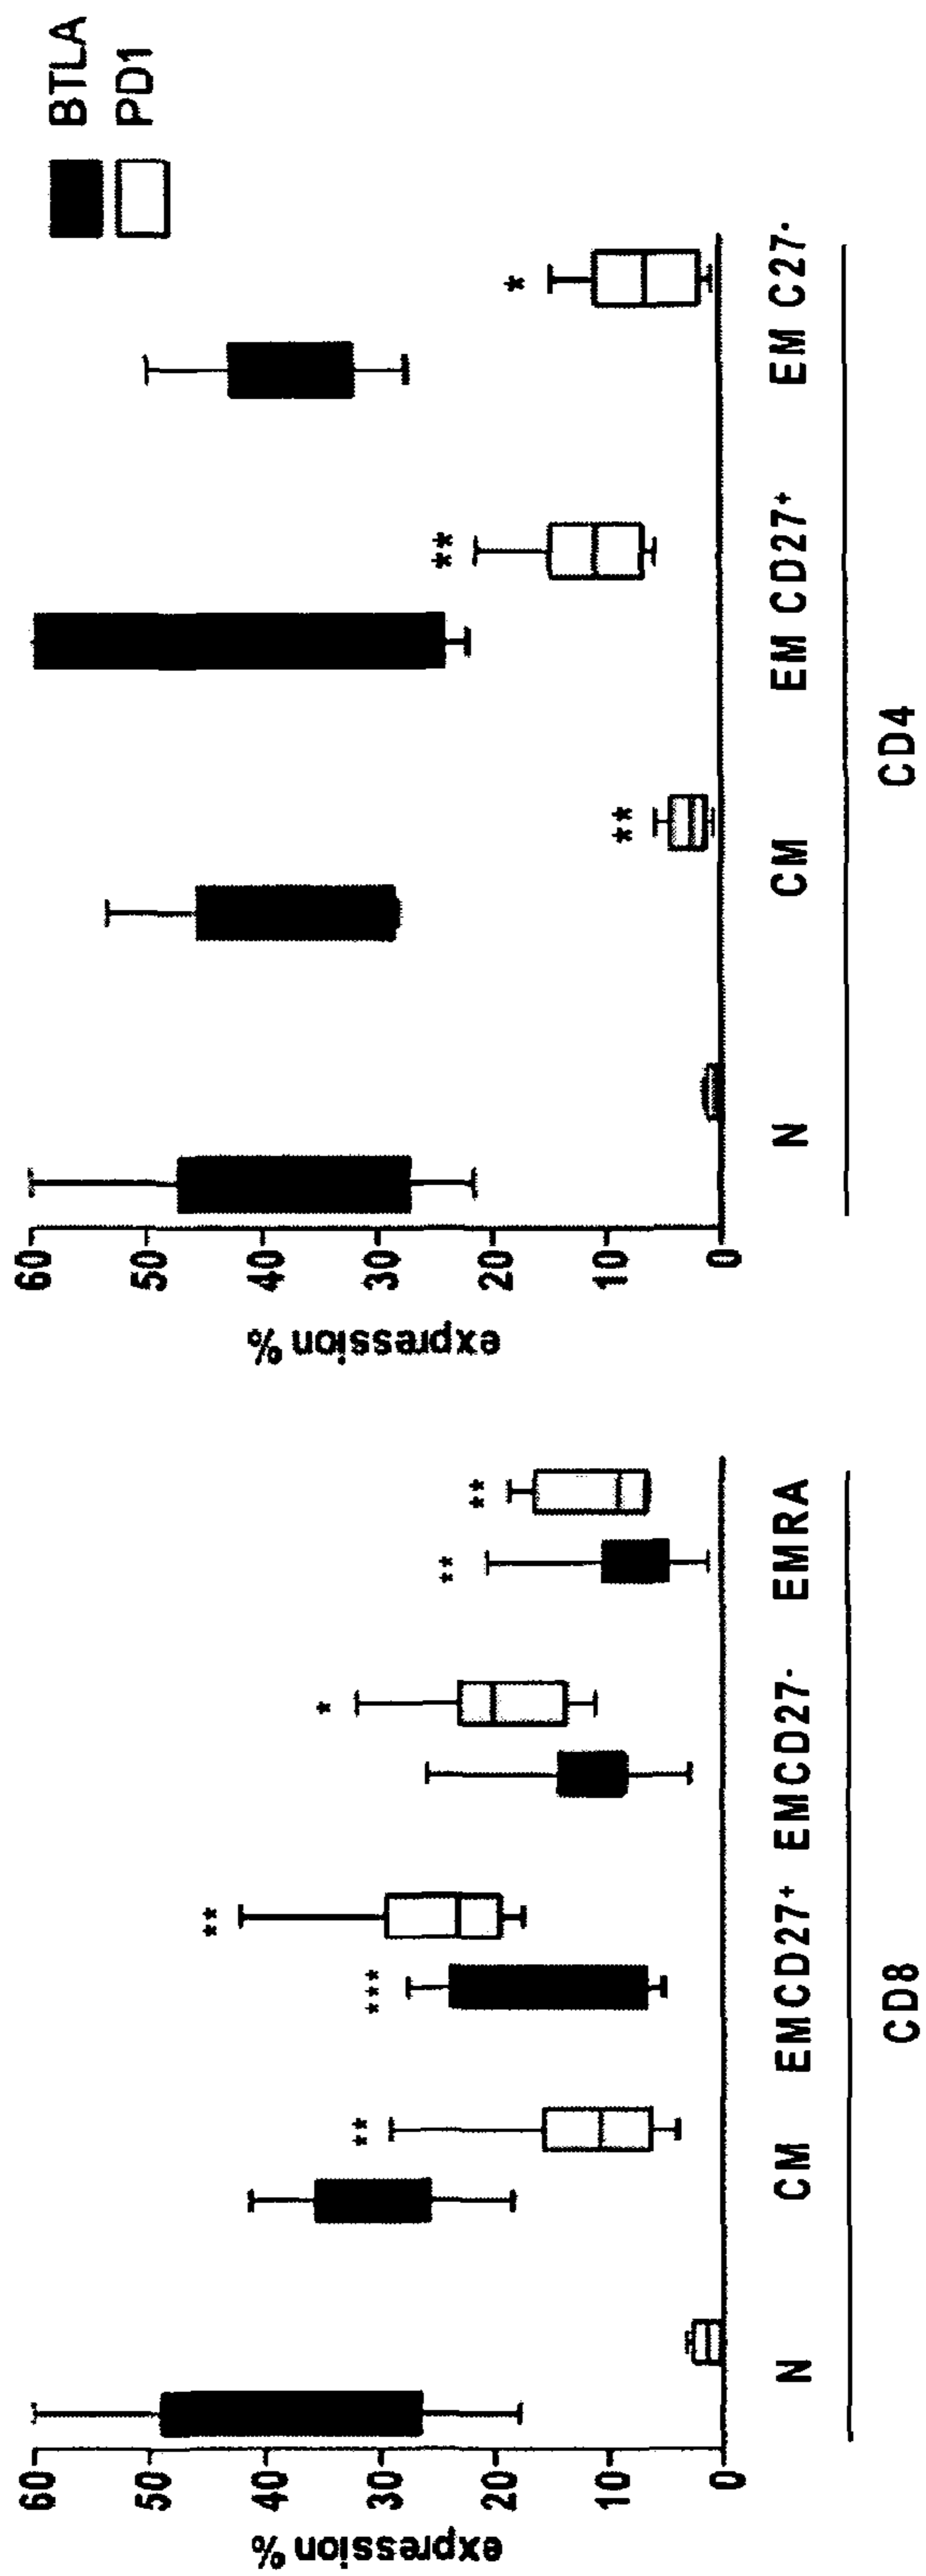 BTLA
PD1
expression %
60
50
40
30
20
10
0
**
***
**
*
**
**
N CM EMCD27+ EMCD27- EMRA
CD8
expression %
60
50
40
30
20
10
0
**
**
*
N CM EM CD27+ EM C27-
CD4